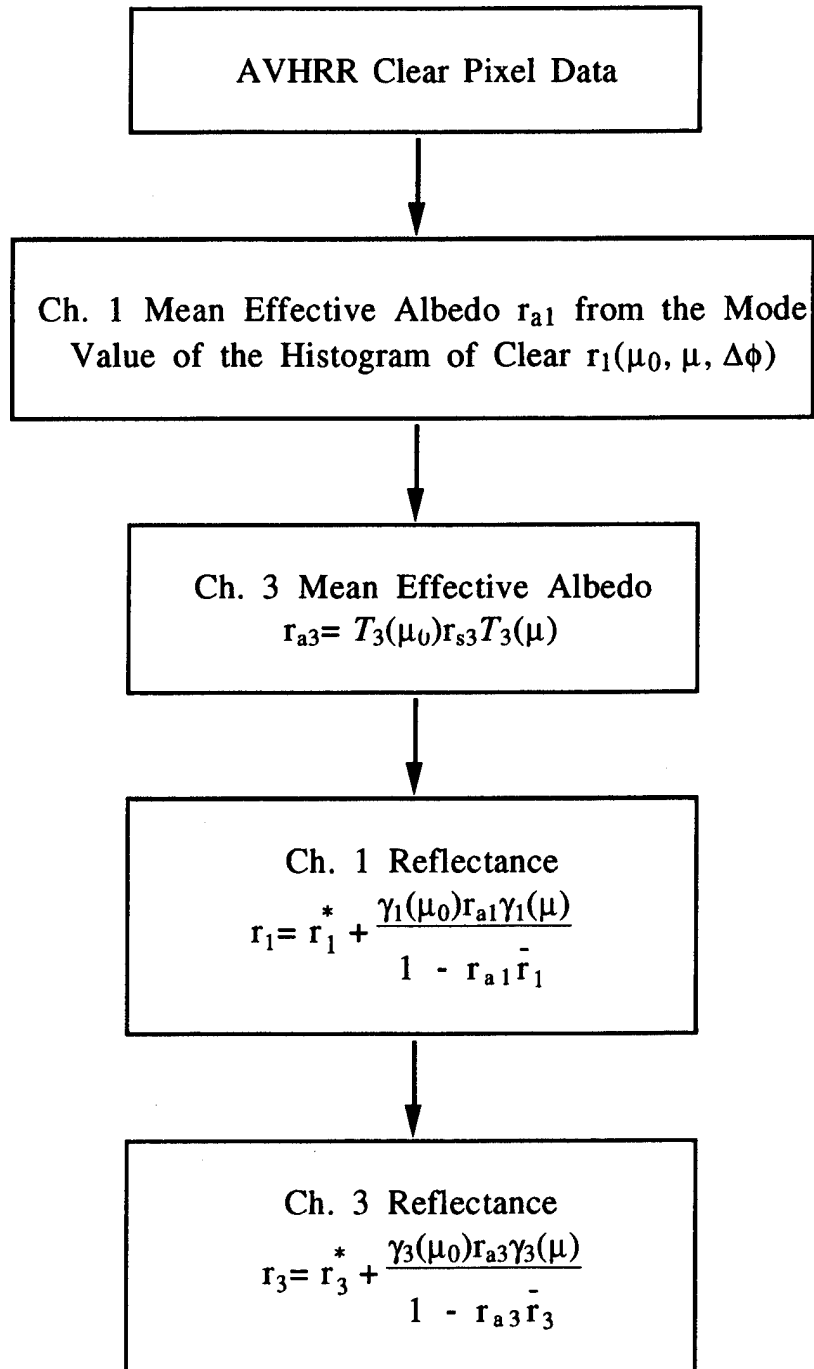 AVHRR Clear Pixel Data
Ch. 1 Mean Effective Albedo r_a1 from the Mode
Value of the Histogram of Clear r_1(μ_0, μ, Δϕ)
Ch. 3 Mean Effective Albedo
r_a3= T_3(μ_0)r_s3T_3(μ)
Ch. 1 Reflectance
r_1= r_1^* + γ_1(μ_0)r_a1γ_1(μ)
1 - r_a1r̄_1
Ch. 3 Reflectance
r_3= r_3^* + γ_3(μ_0)r_a3γ_3(μ)
1 - r_a3r̄_3